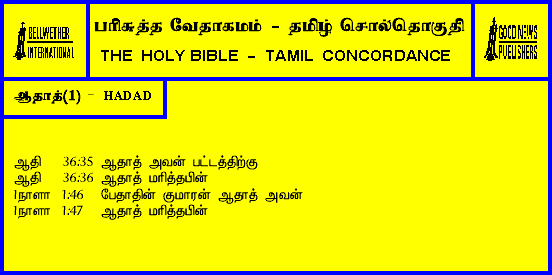 BELLWETHER
INTERNATIONAL
பரிசுத்த வேதாகமம் - தமிழ் சொல்தொகுதி
THE HOLY BIBLE - TAMIL CONCORDANCE
GOOD NEWS
PUBLISHERS
ஆதாத்(1) - HADAD
ஆதி 36:35 ஆதாத் அவன் பட்டத்திற்கு
ஆதி 36:36 ஆதாத் மரித்தபின்
1நாளா 1:46 பேதாதின் குமாரன் ஆதாத் அவன்
1நாளா 1:47 ஆதாத் மரித்தபின்